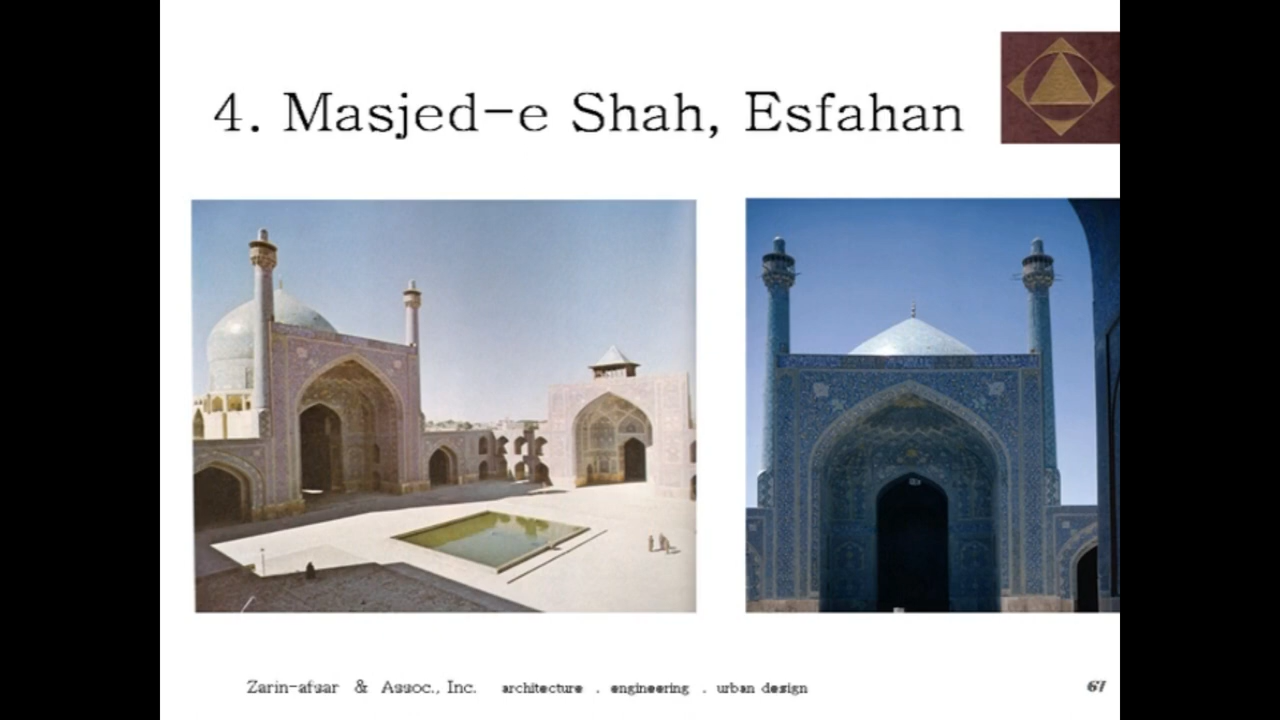 4. Masjed-e Shah, Esfahan
Zarin-afsar & Assoc., Inc. architecture . engineering . urban design 67